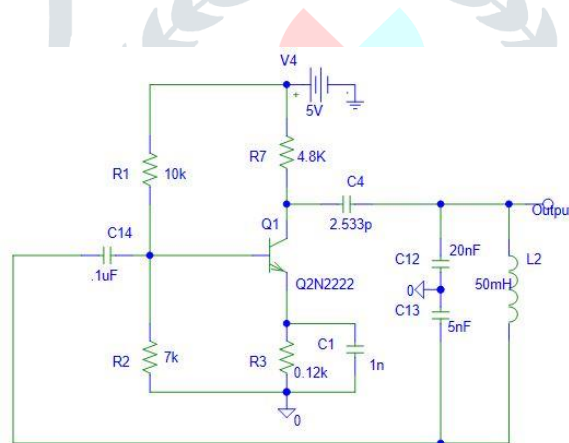 V4
+
-
5V
R7
4.8K
R1
10k
C4
2.533p
Q1
Outpu
C14
.1uF
C12
20nF
L2
Q2N2222
0
50mH
C13
5nF
R2
7k
R3
0.12k
C1
1n
0